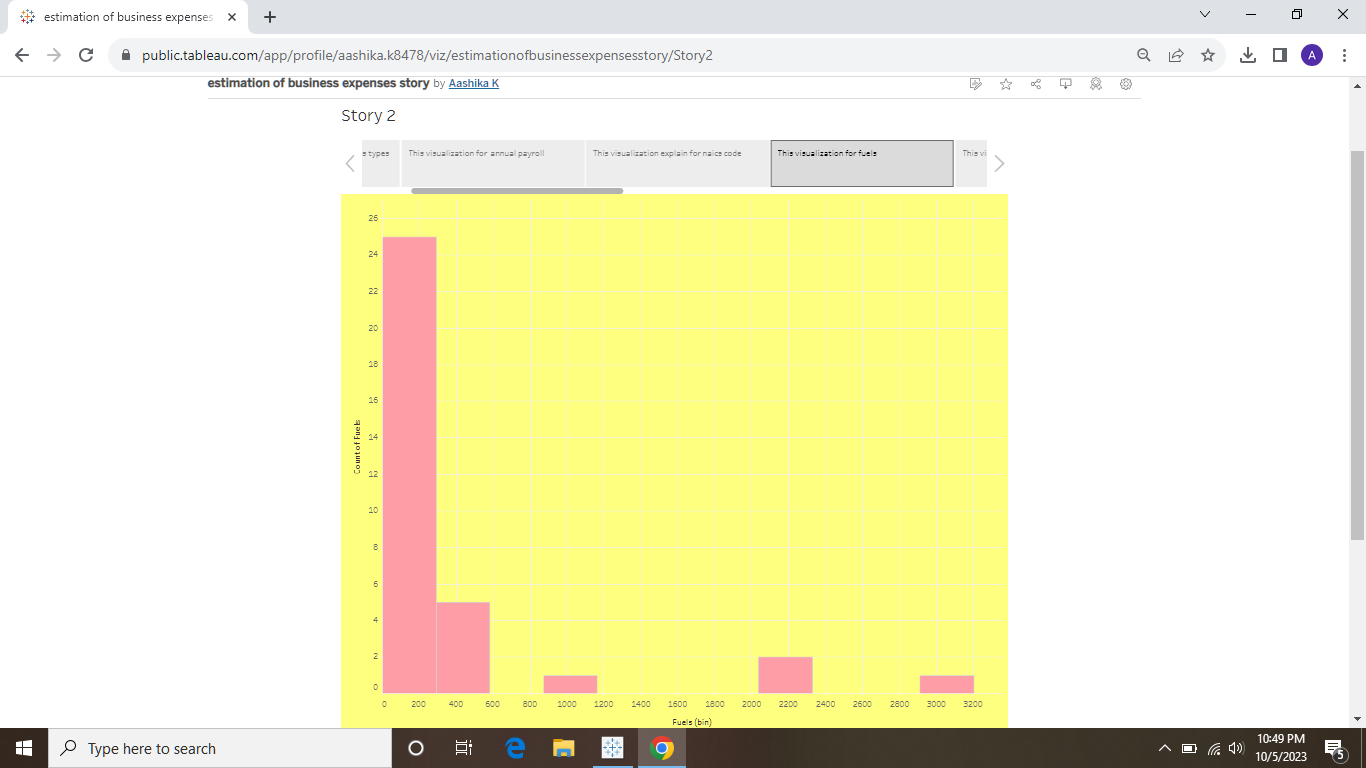 estimation of business expenses
public.tableau.com/app/profile/aashika.k8478/viz/estimationofbusinessexpensesstory/Story2
A
estimation of business expenses story by Aashika K
Story 2
s types
This visualization for annual payroll
This visualization explain for naics code
This visualization for fuels
This vi
26
24
22
20
18
16
14
12
10
8
6
4
2
0
Count of Fuels
0 200 400 600 800 1000 1200 1400 1600 1800 2000 2200 2400 2600 2800 3000 3200
Fuels (bin)
Type here to search
10:49 PM
10/5/2023
5